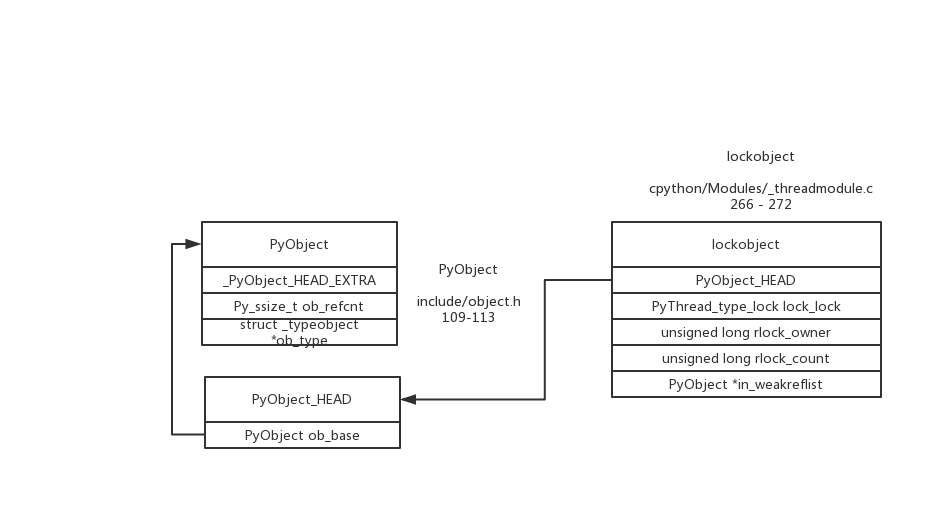 lockobject
cpython/Modules/_threadmodule.c
266 - 272
PyObject
_PyObject_HEAD_EXTRA
Py_ssize_t ob_refcnt
struct _typeobject
*ob_type
PyObject
include/object.h
109-113
lockobject
PyObject_HEAD
PyThread_type_lock lock_lock
unsigned long rlock_owner
unsigned long rlock_count
PyObject *in_weakreflist
PyObject_HEAD
PyObject ob_base